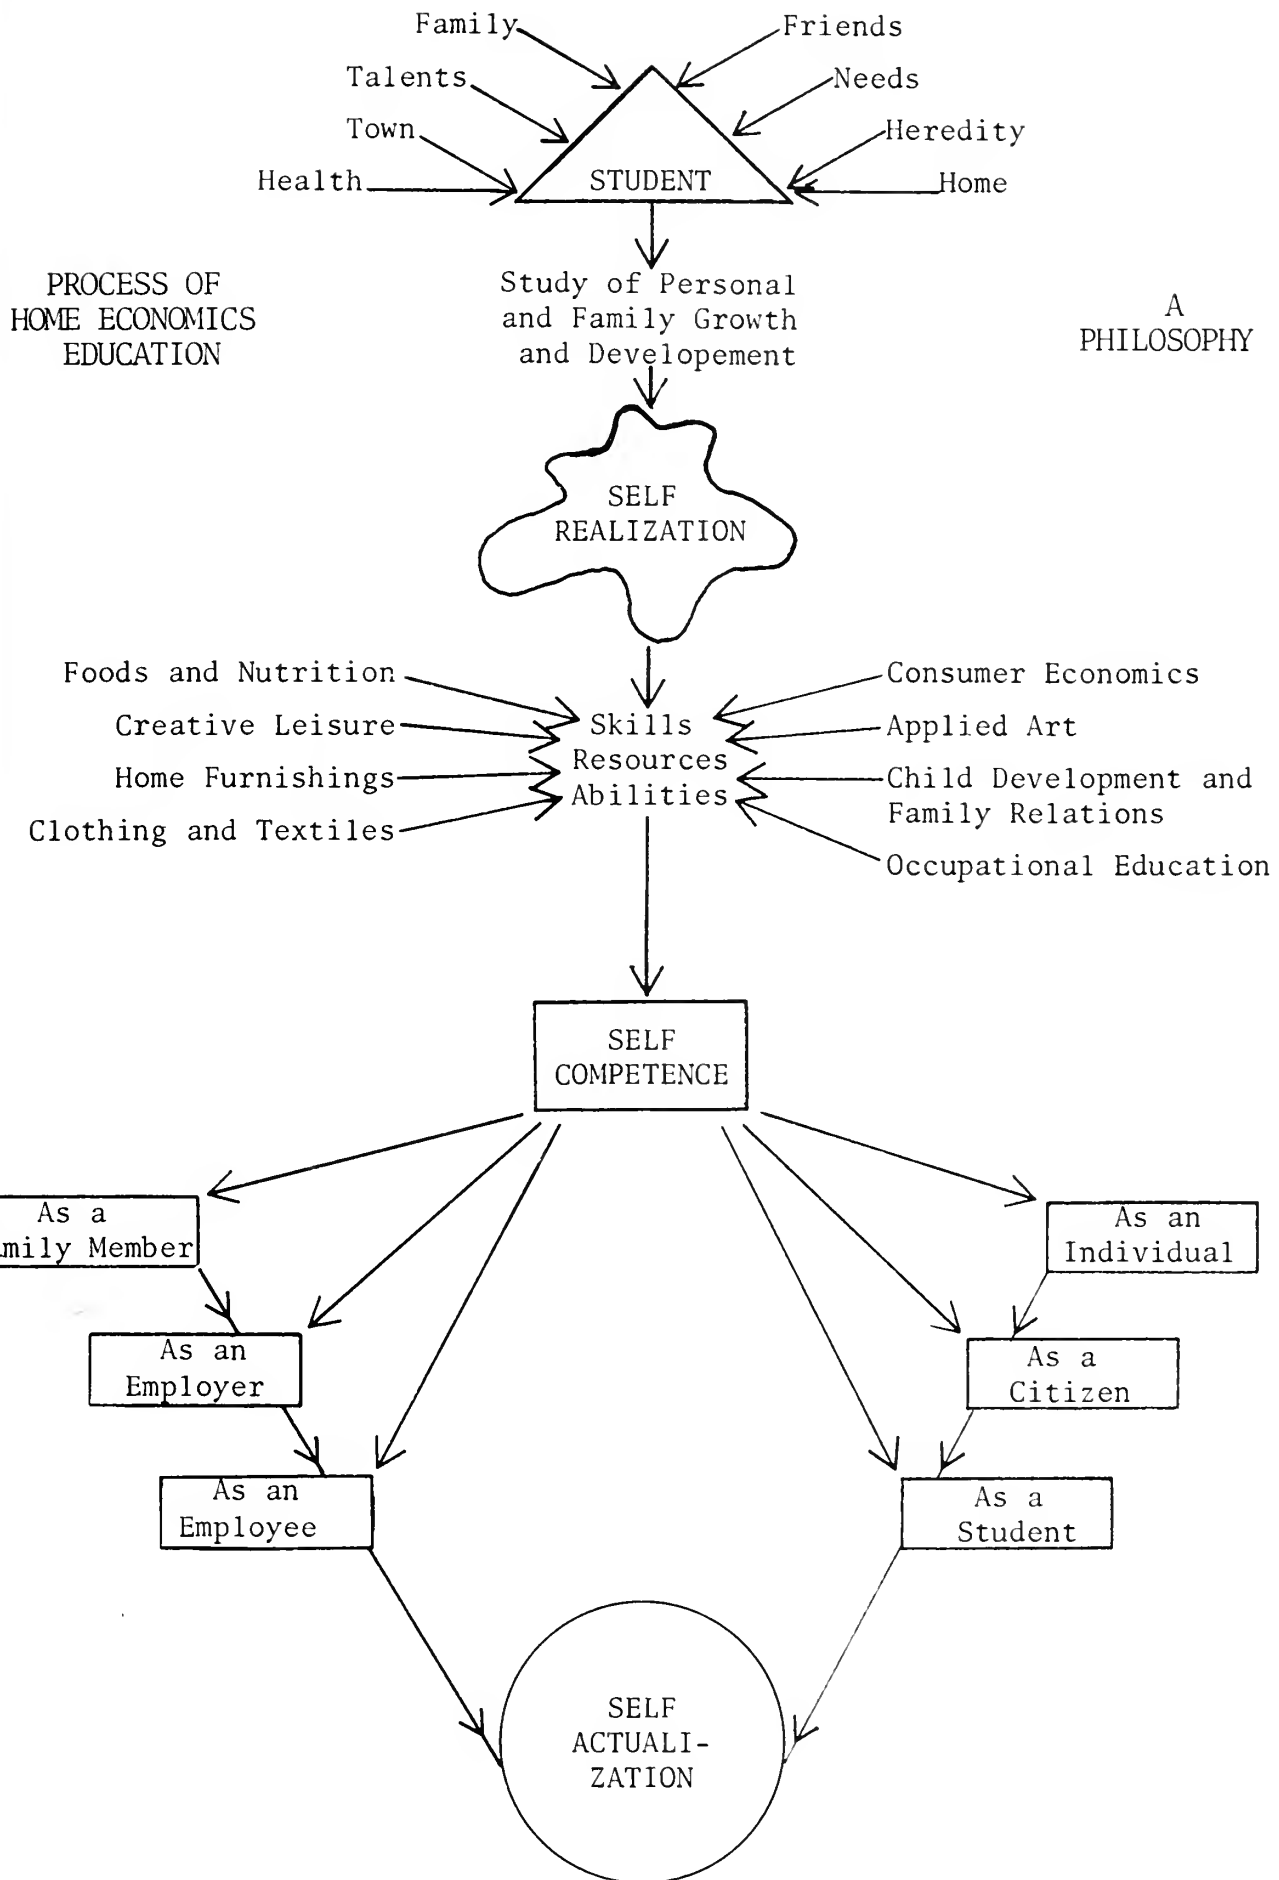 Family
Friends
Talents
Needs
Town
Heredity
Health
STUDENT
Home
PROCESS OF
HOME ECONOMICS
EDUCATION
Study of Personal
and Family Growth
and Developement
A
PHILOSOPHY
SELF
REALIZATION
Foods and Nutrition
Creative Leisure
Home Furnishings
Clothing and Textiles
Skills
Resources
Abilities
Consumer Economics
Applied Art
Child Development and
Family Relations
Occupational Education
SELF
COMPETENCE
As a
mily Member
As an
Individual
As an
Employer
As a
Citizen
As an
Employee
As a
Student
SELF
ACTUALI-
ZATION